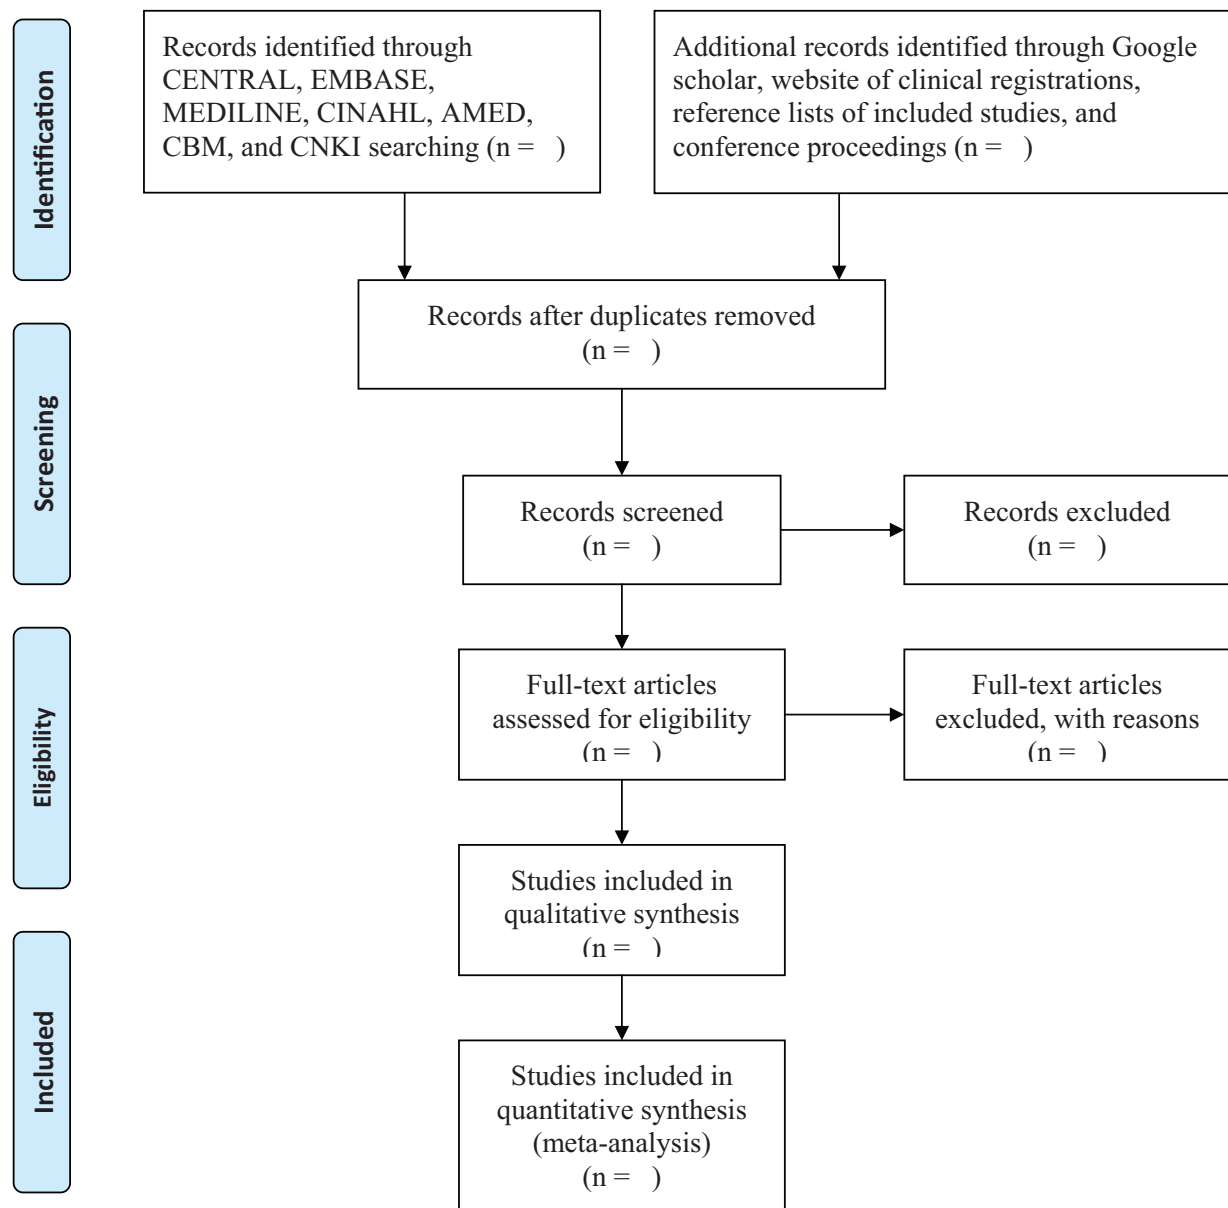 Identification
Records identified through
CENTRAL, EMBASE,
MEDILINE, CINAHL, AMED,
CBM, and CNKI searching (n =   )
Additional records identified through Google
scholar, website of clinical registrations,
reference lists of included studies, and
conference proceedings (n =   )
Records after duplicates removed
(n =   )
Screening
Records screened
(n =   )
Records excluded
(n =   )
Eligibility
Full-text articles
assessed for eligibility
(n =   )
Full-text articles
excluded, with reasons
(n =   )
Studies included in
qualitative synthesis
(n =   )
Included
Studies included in
quantitative synthesis
(meta-analysis)
(n =   )